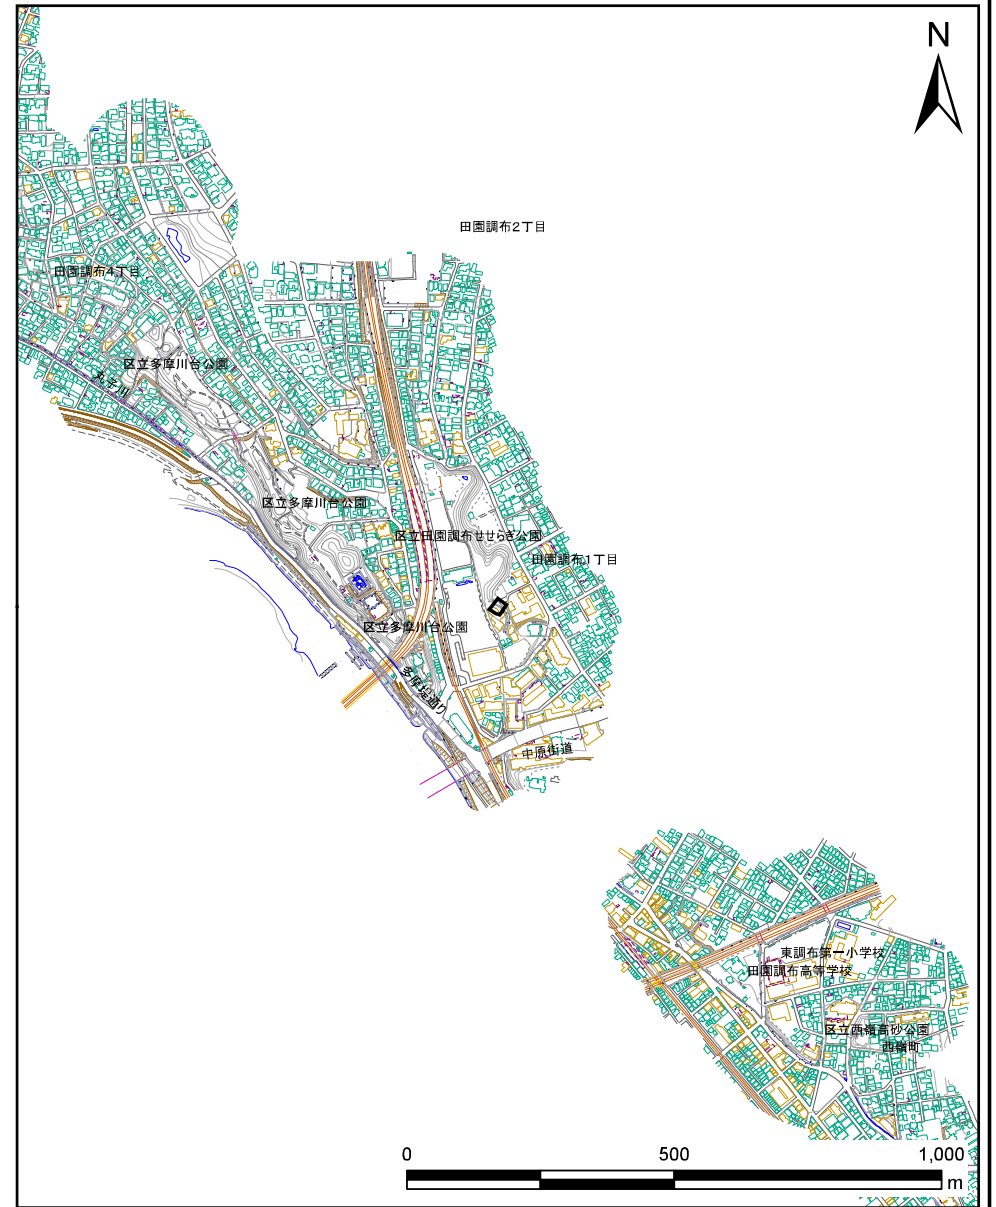 N
田園調布2丁目
田園調布4丁目
区立多摩川台公園
丸子川
区立多摩川台公園
区立田園調布せせらぎ公園
田園調布1丁目
区立多摩川台公園
多摩堤通り
中原街道
東調布第一小学校
田園調布高等学校
区立西嶺高砂公園
西嶺町
0 500 1,000
m